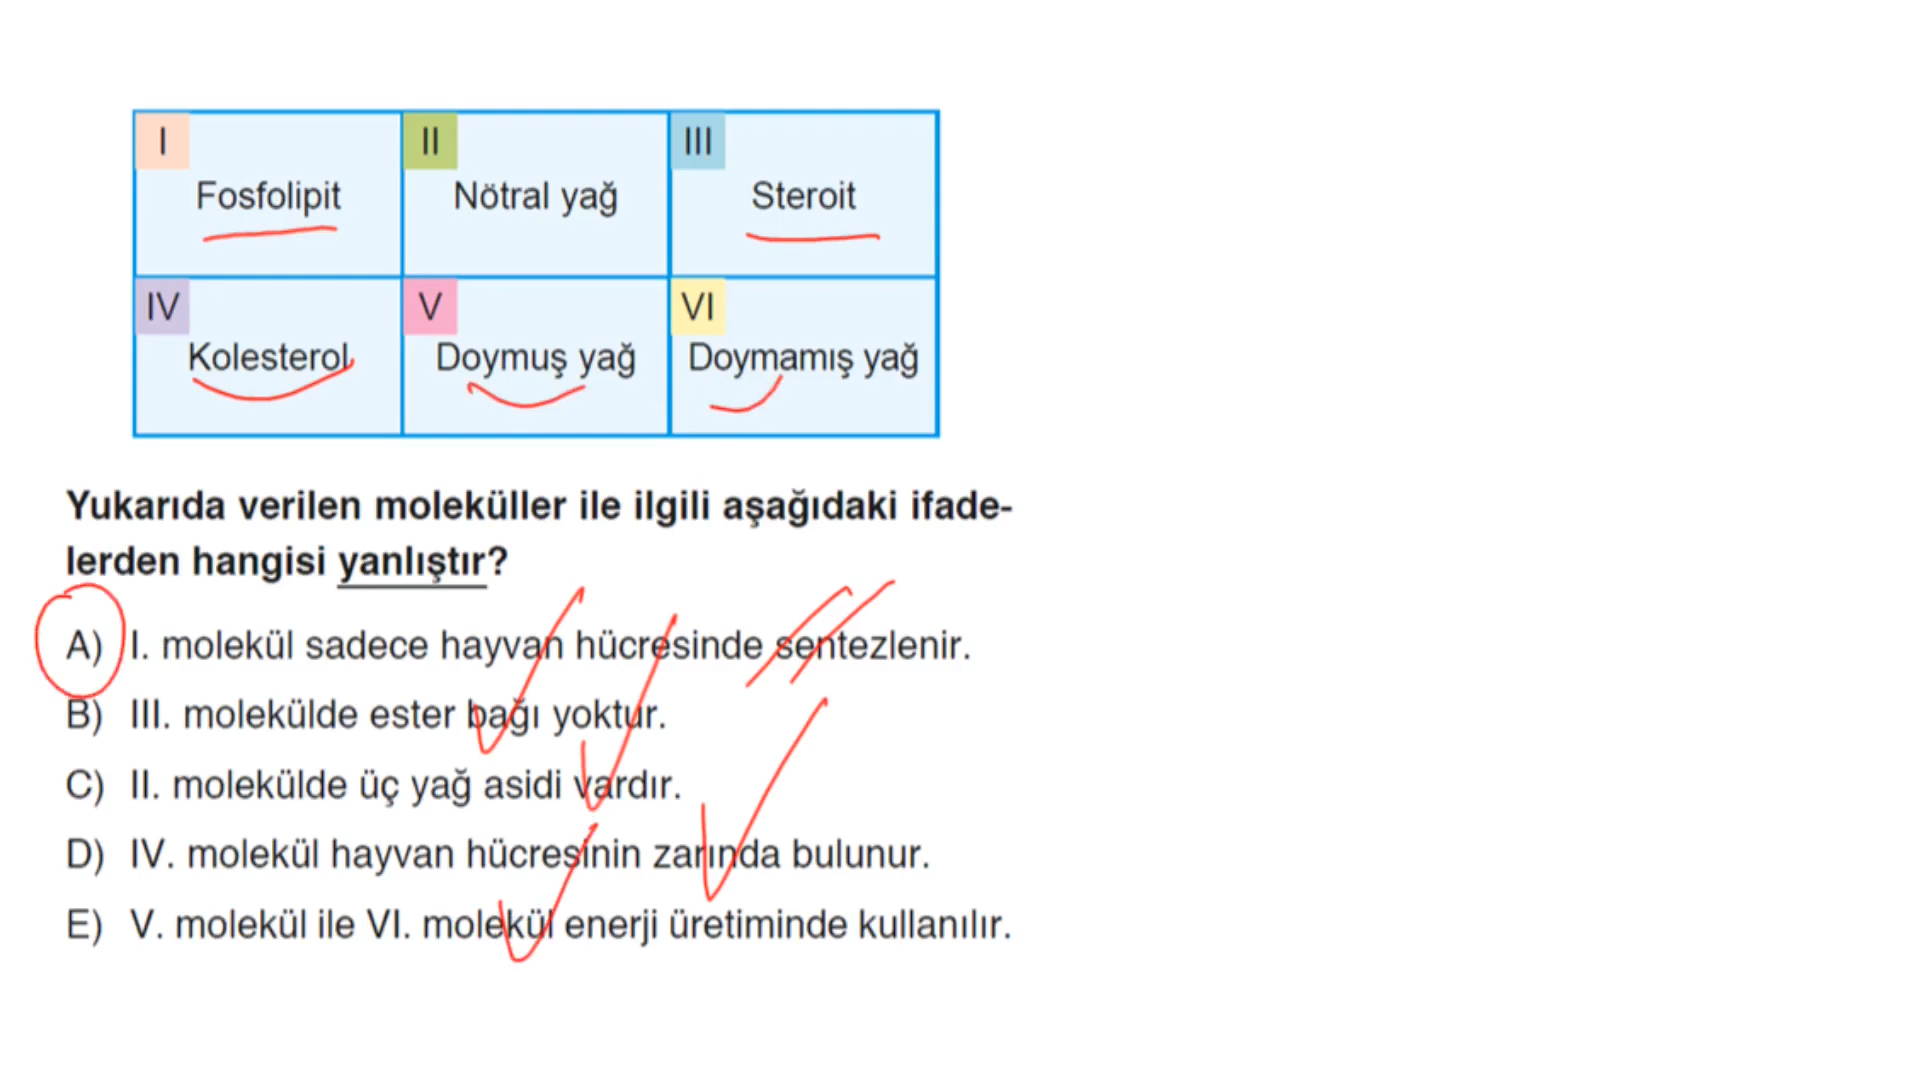 I
II
III
Fosfolipit
Nötral yağ
Steroit
IV
V
VI
Kolesterol
Doymuş yağ
Doymamış yağ
Yukarıda verilen moleküller ile ilgili aşağıdaki ifade-
lerden hangisi yanlıştır?
A) I. molekül sadece hayvan hücresinde sentezlenir.
B) III. molekülde ester bağı yoktur.
C) II. molekülde üç yağ asidi vardır.
D) IV. molekül hayvan hücresinin zarında bulunur.
E) V. molekül ile VI. molekül enerji üretiminde kullanılır.